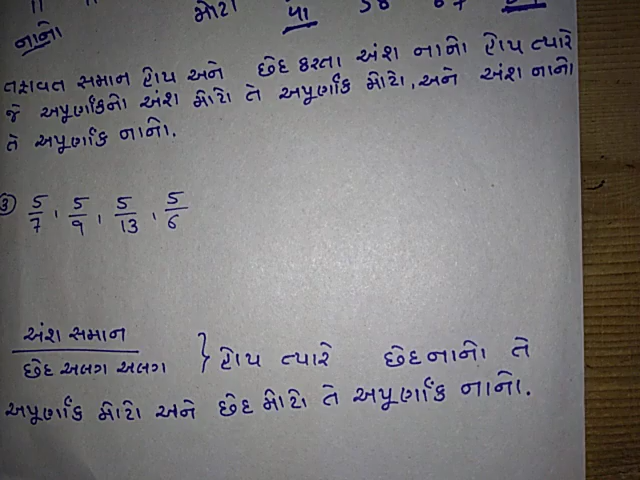 મોટો પા
નાનો
તફાવત સમાન હોય અને છેદ કરતા અંશ નાનો હોય ત્યારે
જે અપૂર્ણાંકનો અંશ મોટો તે અપૂર્ણાંક મોટો, અને અંશ નાનો
તે અપૂર્ણાંક નાનો.
③ 5/7, 5/9, 5/13, 5/6
અંશ સમાન
છેદ અલગ અલગ } હોય ત્યારે છેદ નાનો તે
અપૂર્ણાંક મોટો અને છેદ મોટો તે અપૂર્ણાંક નાનો.